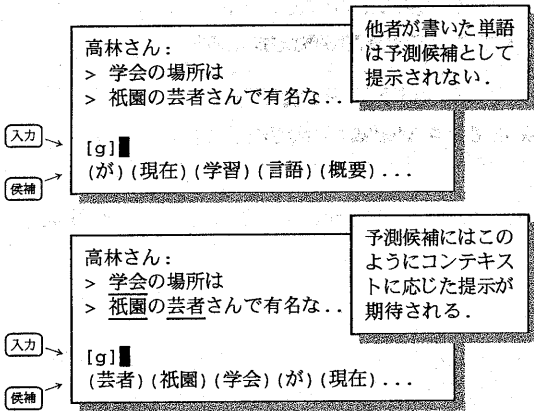 高林さん:
> 学会の場所は
> 祇園の芸者さんで有名な...
他者が書いた単語
は予測候補として
提示されない.
入力
[g]
候補
(が)(現在)(学習)(言語)(概要)...
高林さん:
> 学会の場所は
> 祇園の芸者さんで有名な...
予測候補にはこの
ようにコンテキス
トに応じた提示が
期待される.
入力
[g]
候補
(芸者)(祇園)(学会)(が)(現在)...